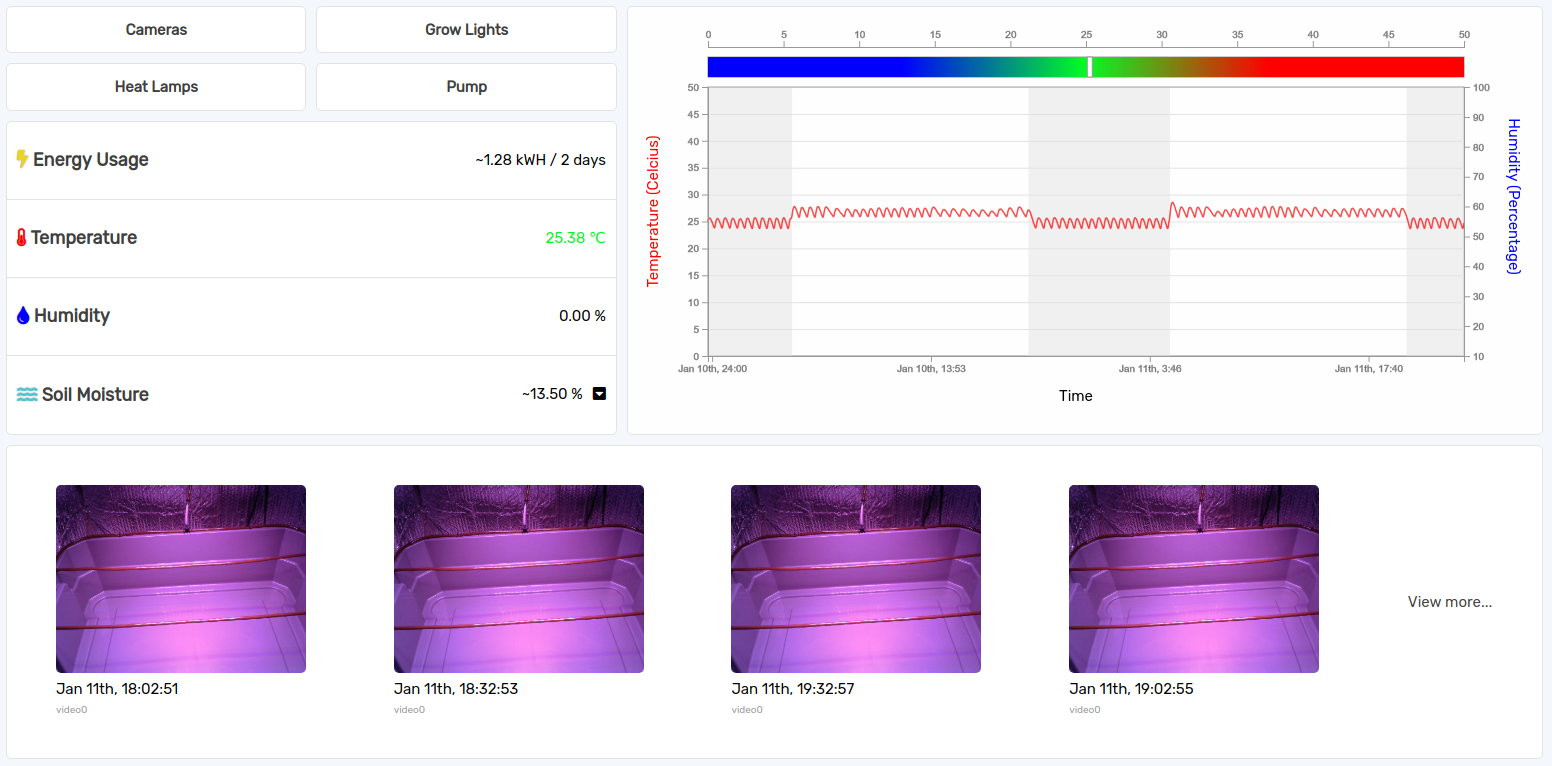 Cameras
Grow Lights
Heat Lamps
Pump
Energy Usage
~1.28 kWH / 2 days
Temperature
25.38 °C
Humidity
0.00 %
Soil Moisture
~13.50 %
0 5 10 15 20 25 30 35 40 45 50
Temperature (Celcius)
50
45
40
35
30
25
20
15
10
5
0
100
90
80
70
60
50
40
30
20
10
Humidity (Percentage)
Jan 10th, 24:00 Jan 10th, 13:53 Jan 11th, 3:46 Jan 11th, 17:40
Time
Jan 11th, 18:02:51
video0
Jan 11th, 18:32:53
video0
Jan 11th, 19:32:57
video0
Jan 11th, 19:02:55
video0
View more...